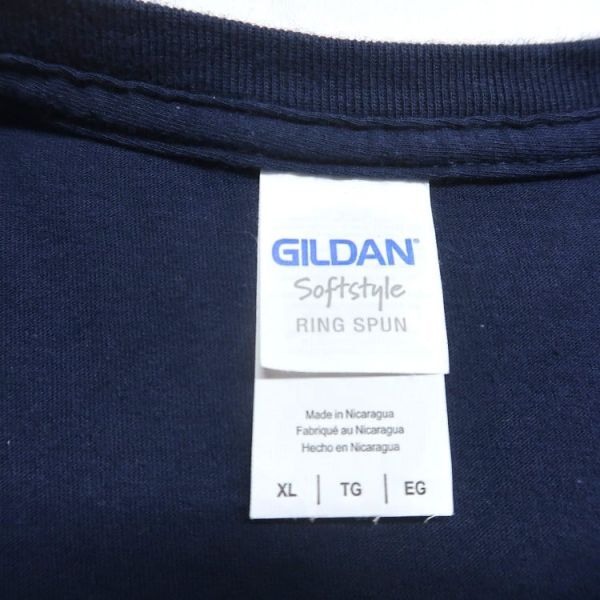 GILDAN®
Softstyle
RING SPUN
Made in Nicaragua
Fabriqué au Nicaragua
Hecho en Nicaragua
XL | TG | EG